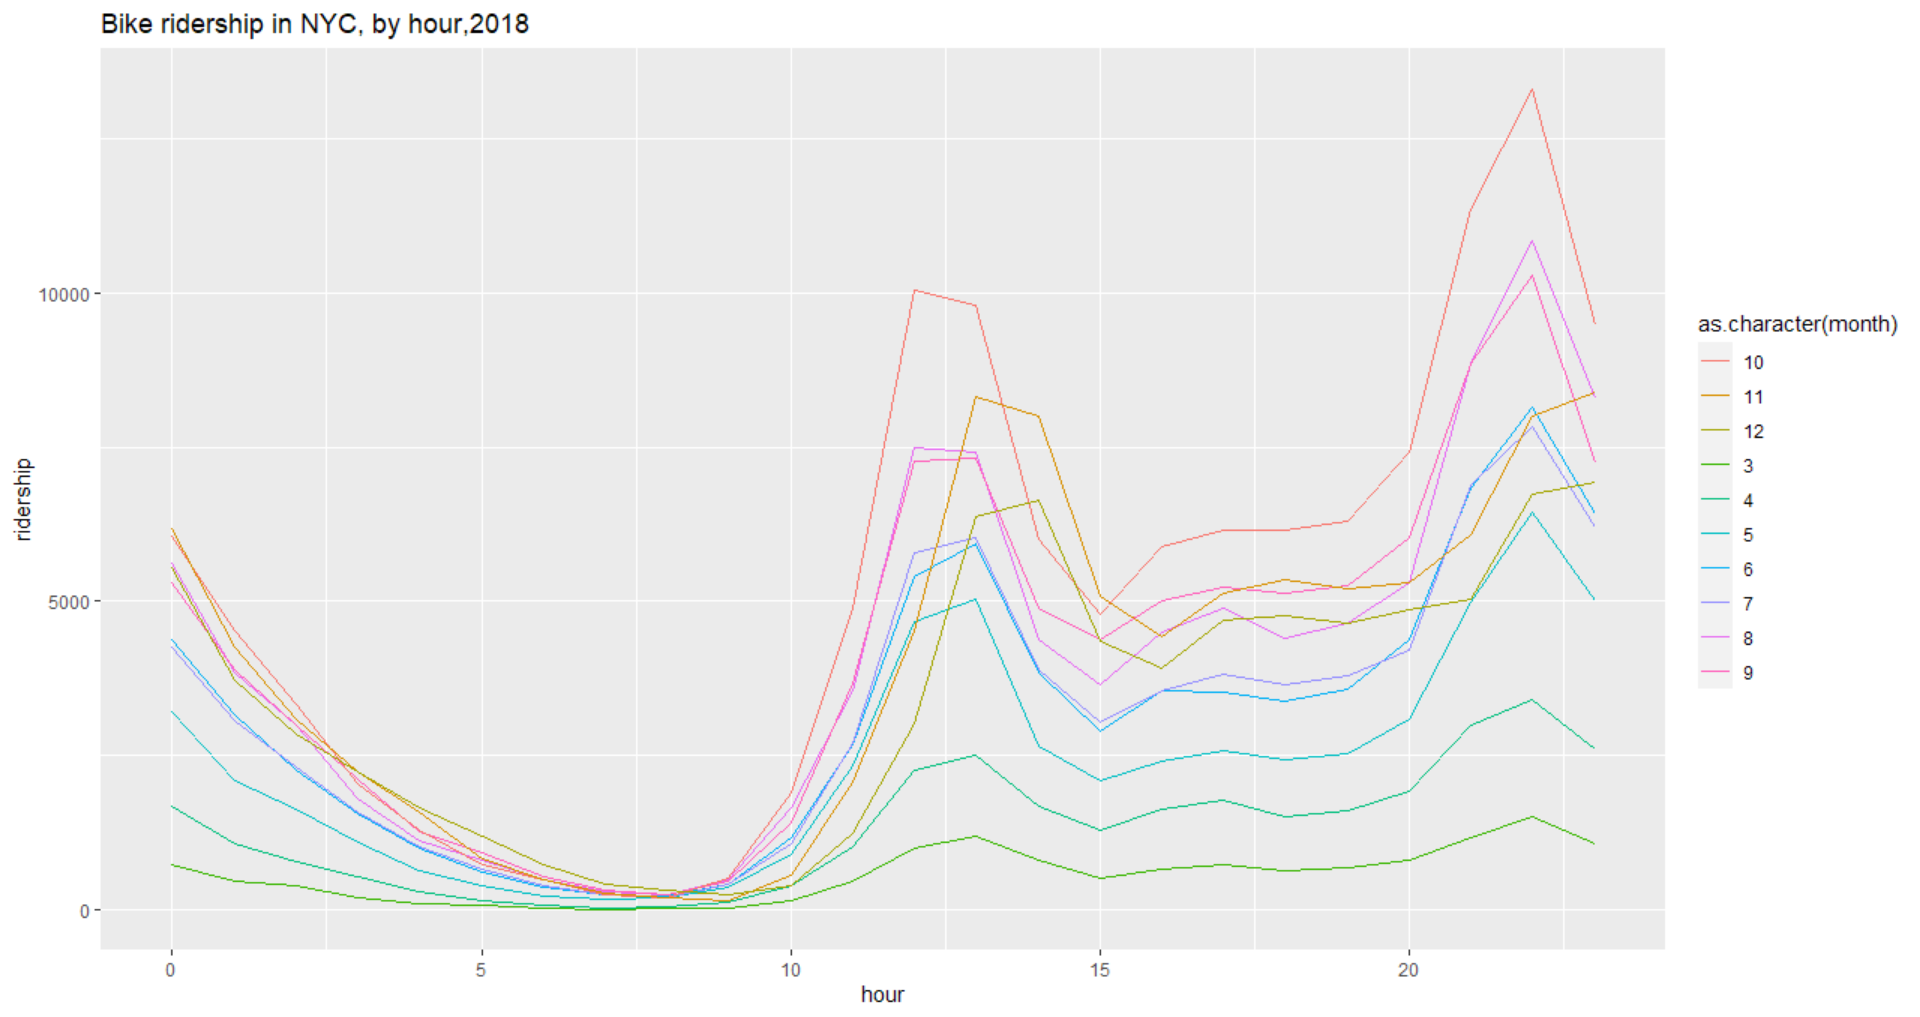 Bike ridership in NYC, by hour,2018
ridership
10000
5000
0
0 5 10 15 20
hour
as.character(month)
10
11
12
3
4
5
6
7
8
9